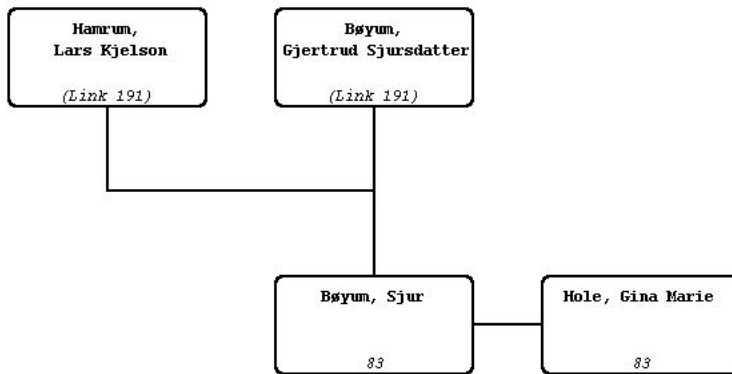 Hamrum,
Lars Kjelson
(Link 191)
Bøyum,
Gjertrud Sjursdatter
(Link 191)
Bøyum, Sjur
83
Hole, Gina Marie
83